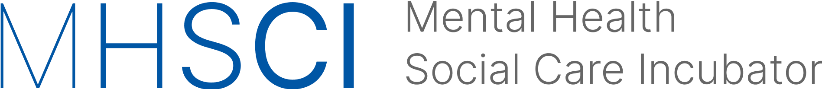 MHSCI
Mental Health
Social Care Incubator